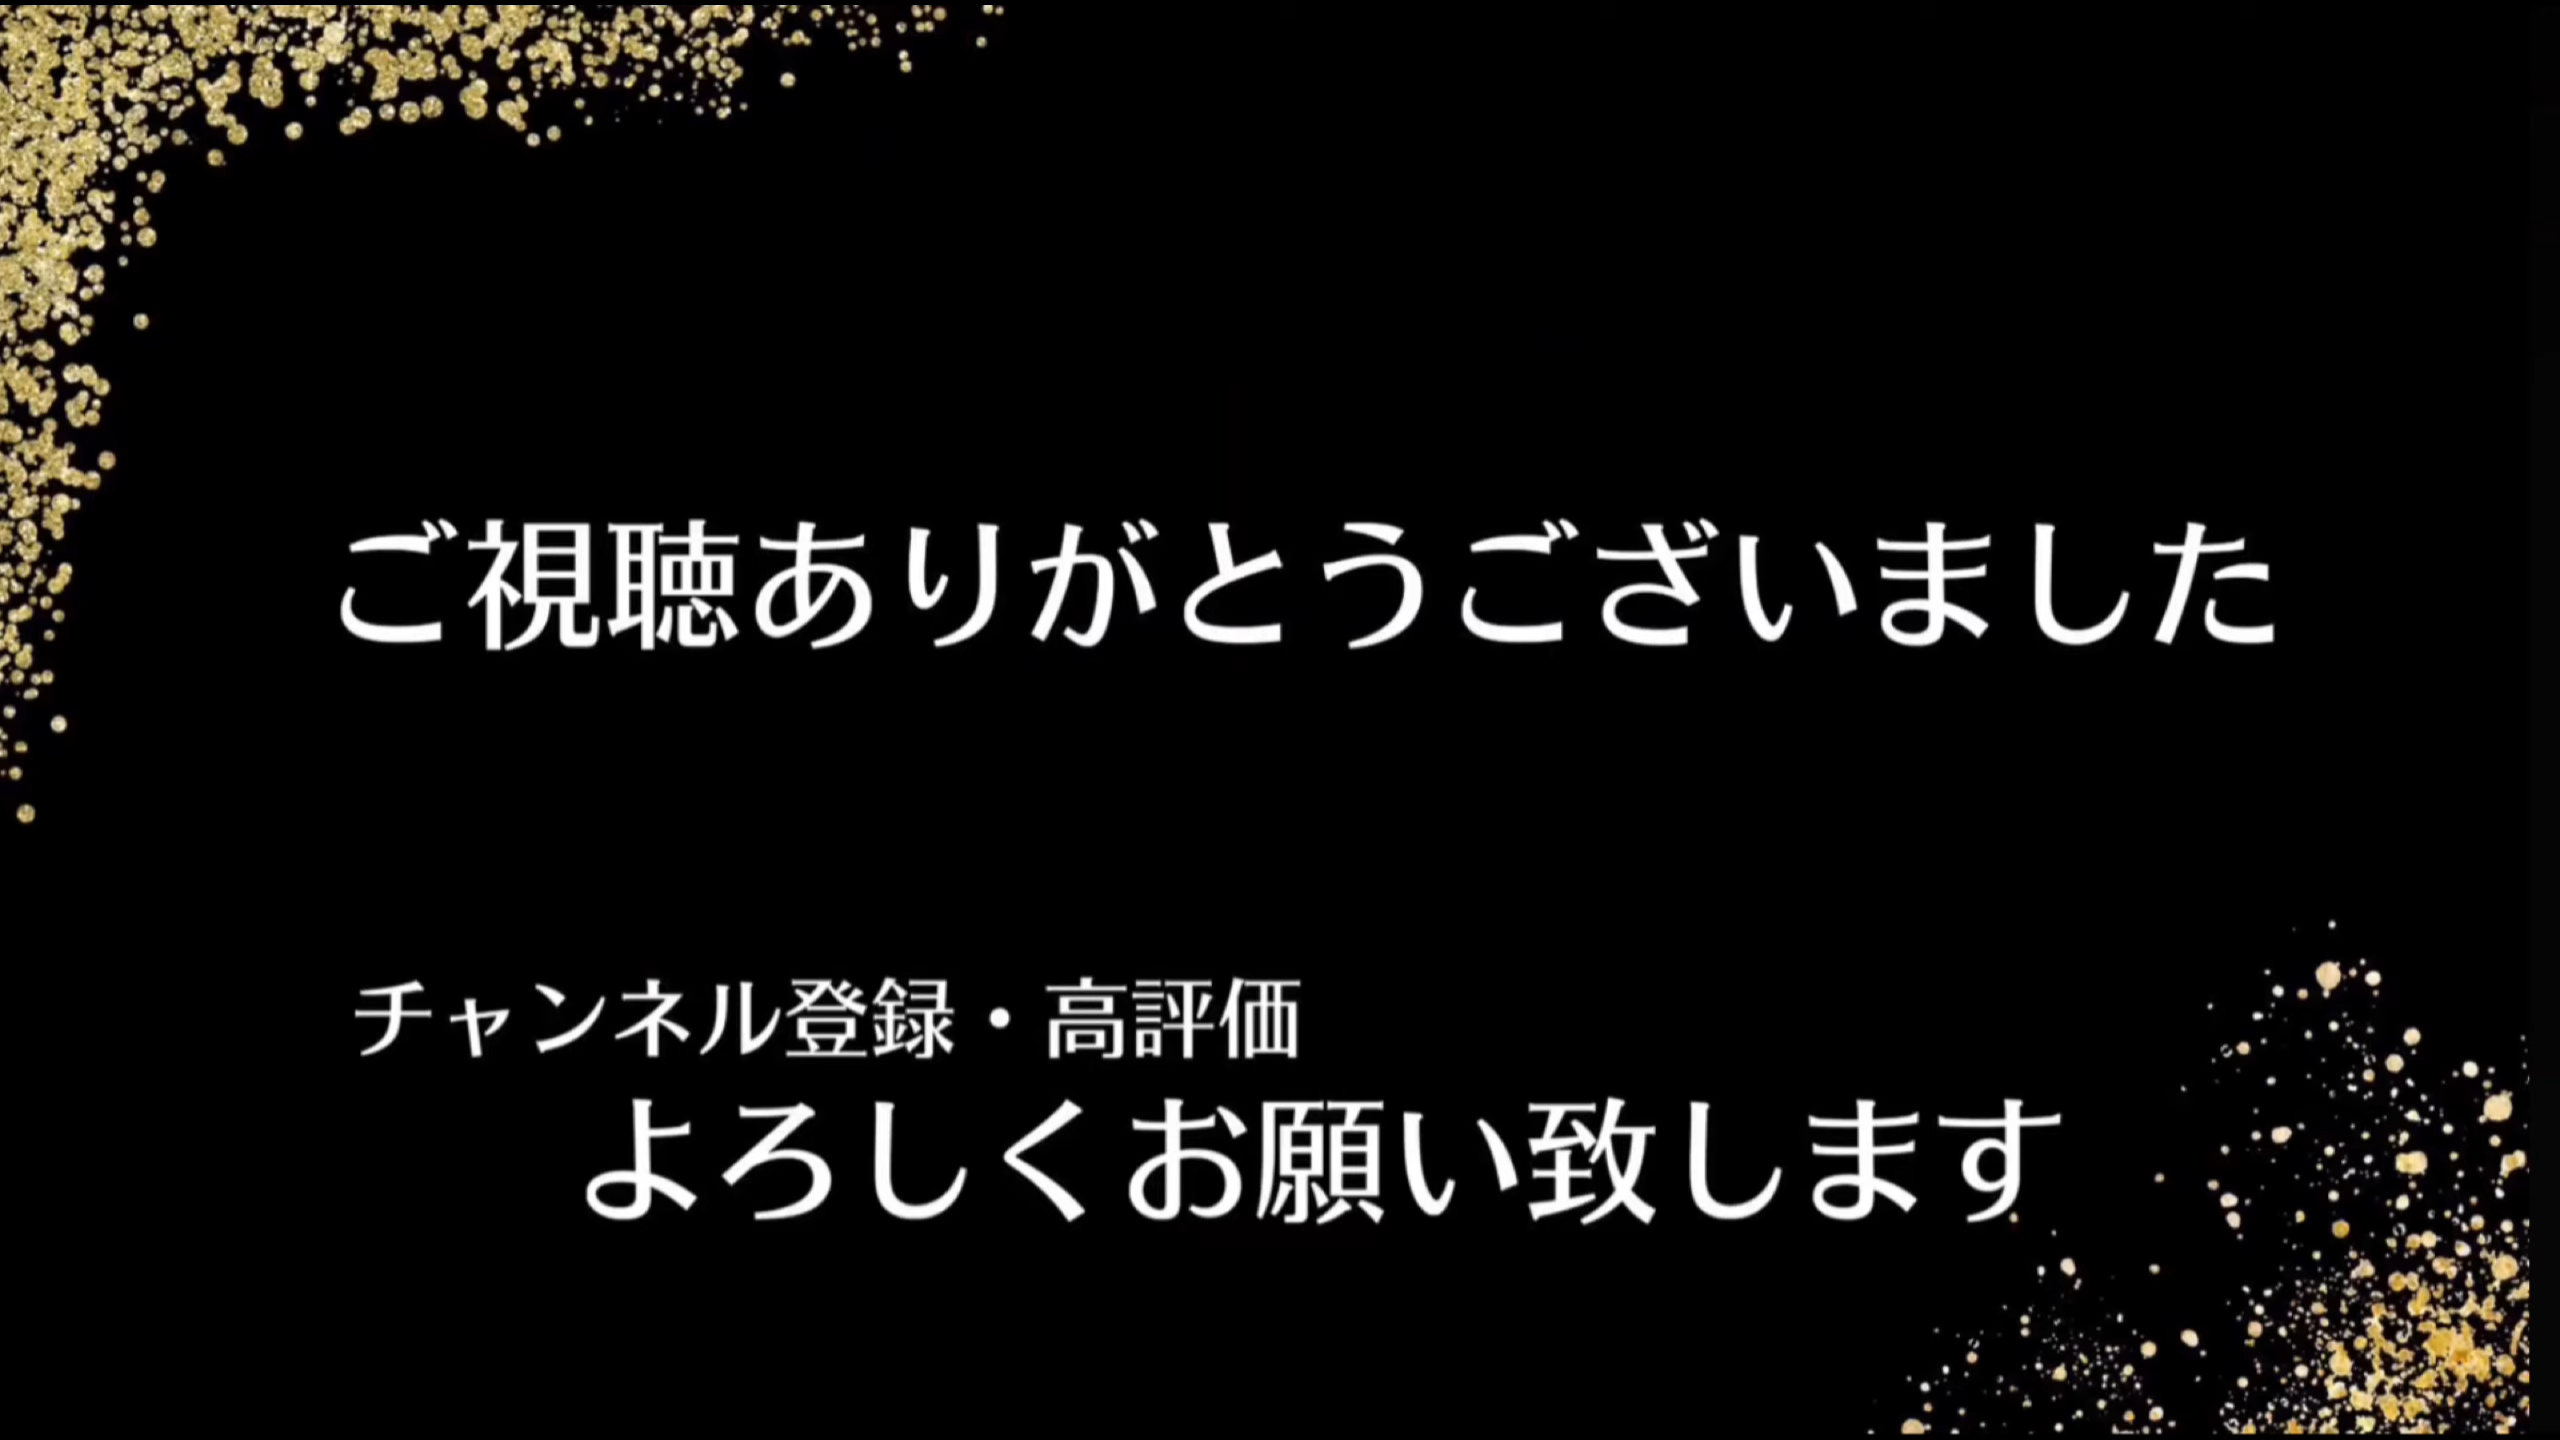 ご視聴ありがとうございました
チャンネル登録・高評価
よろしくお願い致します